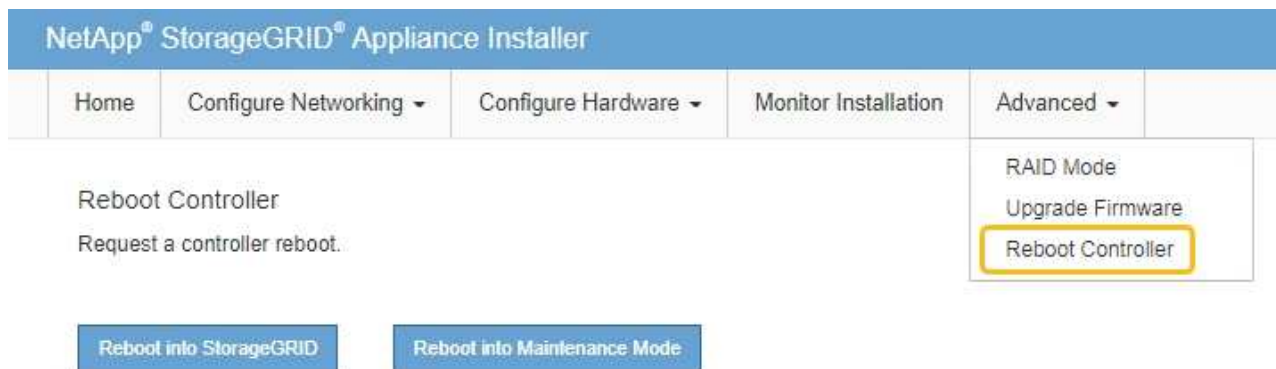 NetApp® StorageGRID® Appliance Installer
Home Configure Networking Configure Hardware Monitor Installation Advanced
RAID Mode
Upgrade Firmware
Reboot Controller
Reboot Controller
Request a controller reboot.
Reboot into StorageGRID Reboot into Maintenance Mode